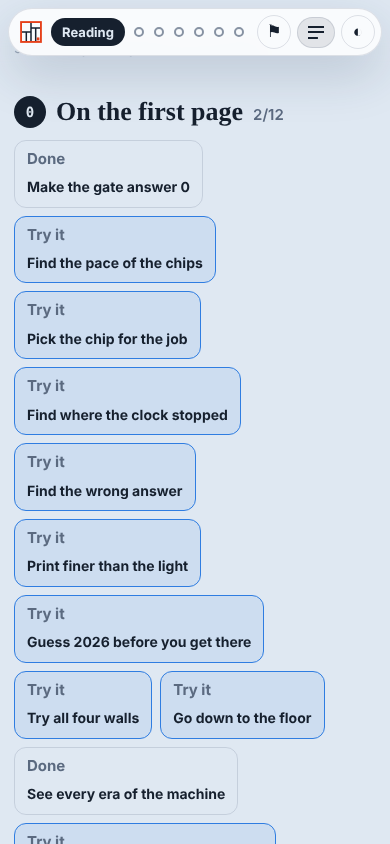 Reading
0 On the first page 2/12
Done
Make the gate answer 0
Try it
Find the pace of the chips
Try it
Pick the chip for the job
Try it
Find where the clock stopped
Try it
Find the wrong answer
Try it
Print finer than the light
Try it
Guess 2026 before you get there
Try it
Try all four walls
Try it
Go down to the floor
Done
See every era of the machine
Try it